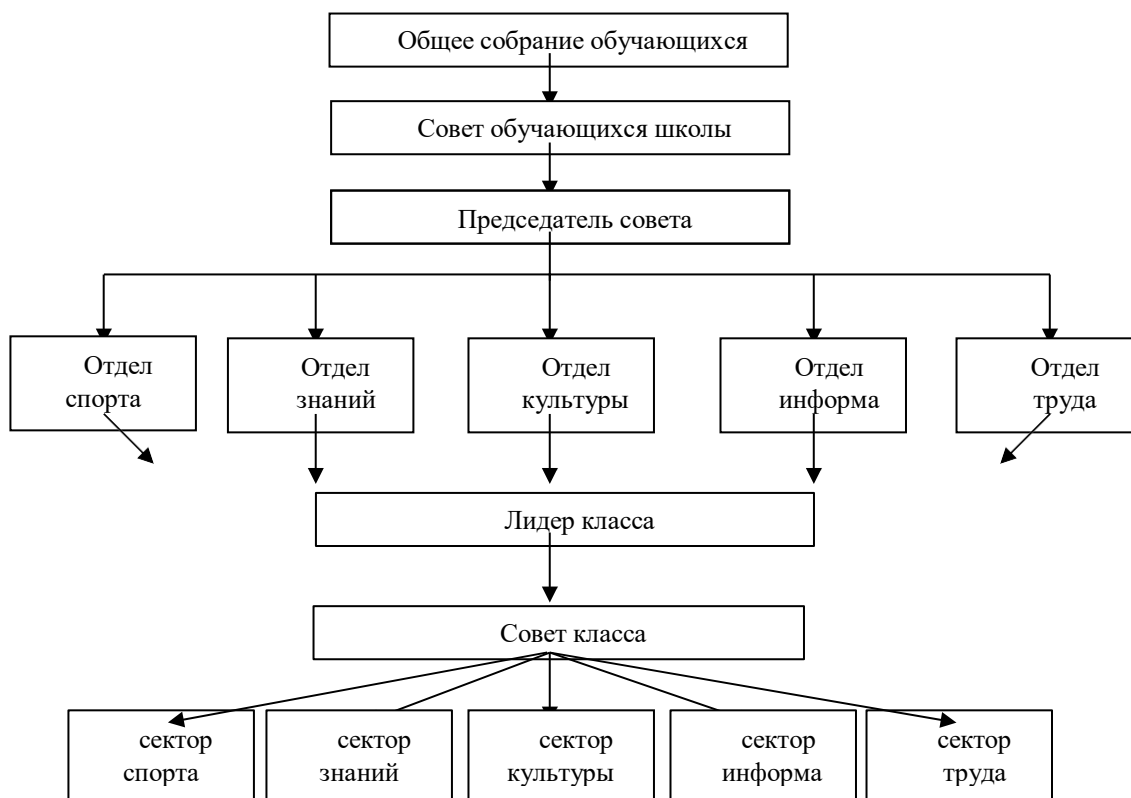 Общее собрание обучающихся
Совет обучающихся школы
Председатель совета
Отдел
спорта
Отдел
знаний
Отдел
культуры
Отдел
информа
Отдел
труда
Лидер класса
Совет класса
сектор
спорта
сектор
знаний
сектор
культуры
сектор
информа
сектор
труда